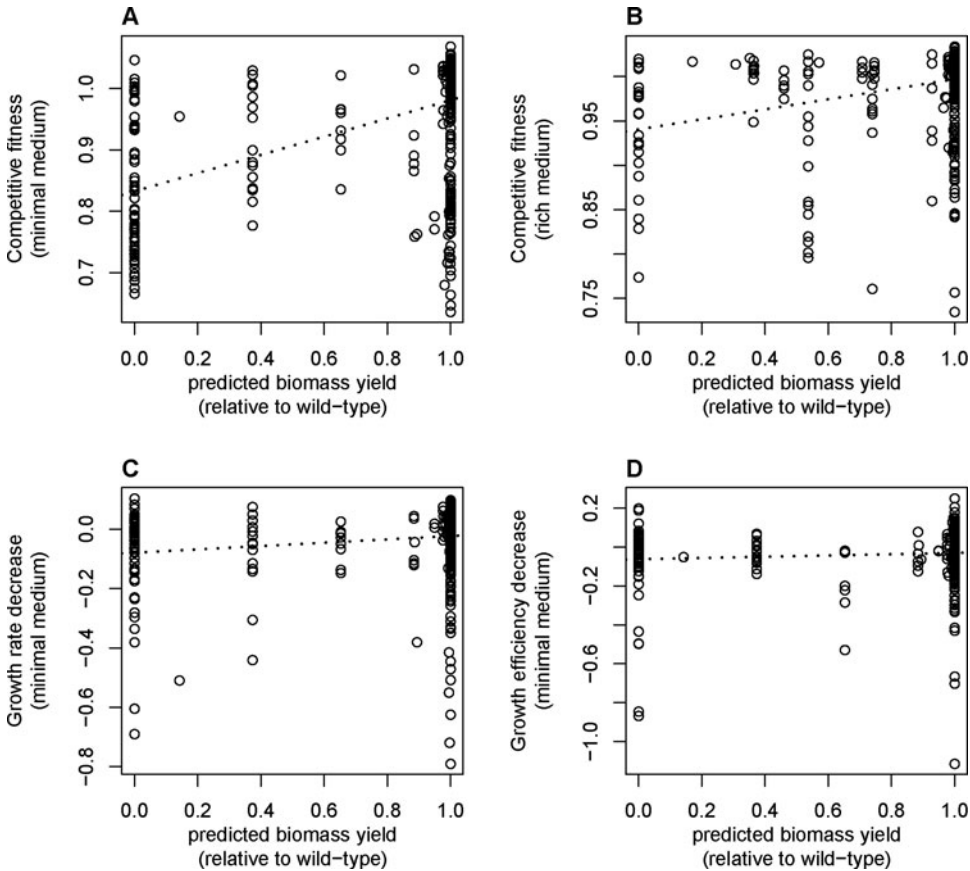 A
Competitive fitness
(minimal medium)
1.0
0.9
0.8
0.7
0.0 0.2 0.4 0.6 0.8 1.0
predicted biomass yield
(relative to wild−type)
B
Competitive fitness
(rich medium)
0.95
0.85
0.75
0.0 0.2 0.4 0.6 0.8 1.0
predicted biomass yield
(relative to wild−type)
C
Growth rate decrease
(minimal medium)
0.0
−0.2
−0.4
−0.6
−0.8
0.0 0.2 0.4 0.6 0.8 1.0
predicted biomass yield
(relative to wild−type)
D
Growth efficiency decrease
(minimal medium)
0.2
−0.2
−0.6
−1.0
0.0 0.2 0.4 0.6 0.8 1.0
predicted biomass yield
(relative to wild−type)